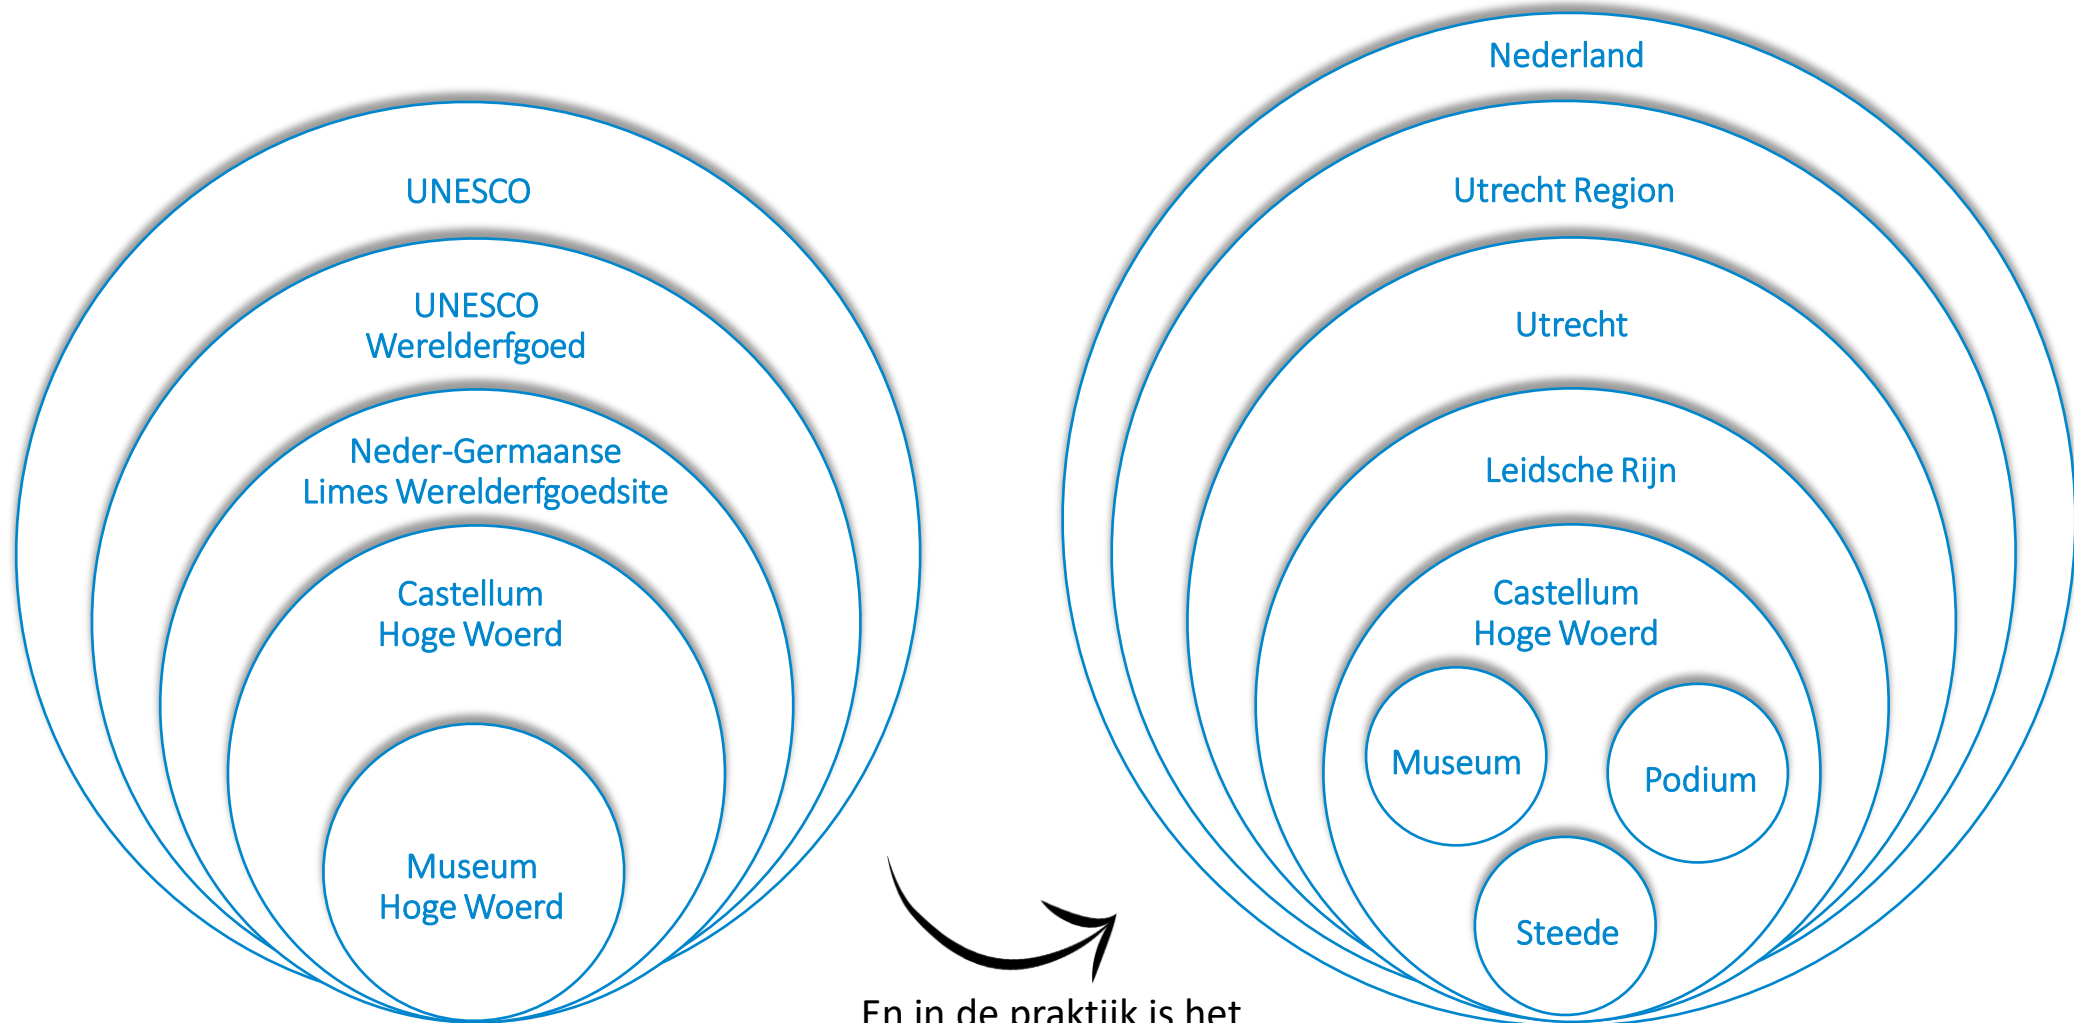 UNESCO
UNESCO
Werelderfgoed
Neder-Germaanse
Limes Werelderfgoedsite
Castellum
Hoge Woerd
Museum
Hoge Woerd
En in de praktijk is het
Nederland
Utrecht Region
Utrecht
Leidsche Rijn
Castellum
Hoge Woerd
Museum
Podium
Steede